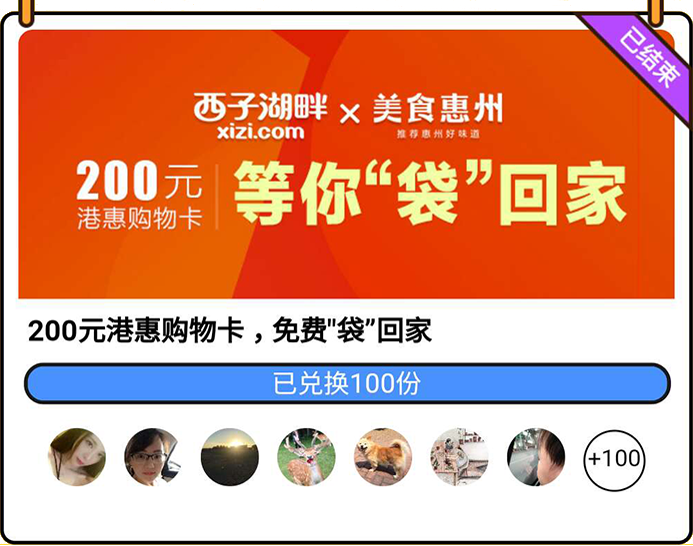 已结束
西子湖畔 × 美食惠州
xizi.com
推荐惠州好味道
200元
港惠购物卡
等你“袋”回家
200元港惠购物卡，免费"袋”回家
已兑换100份
+100